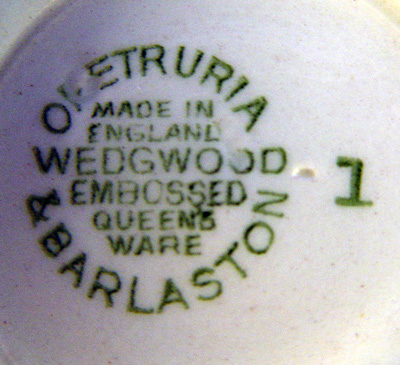 OF ETRURIA
MADE IN
ENGLAND
WEDGWOOD
EMBOSSED
QUEENS
WARE
& BARLASTON
1